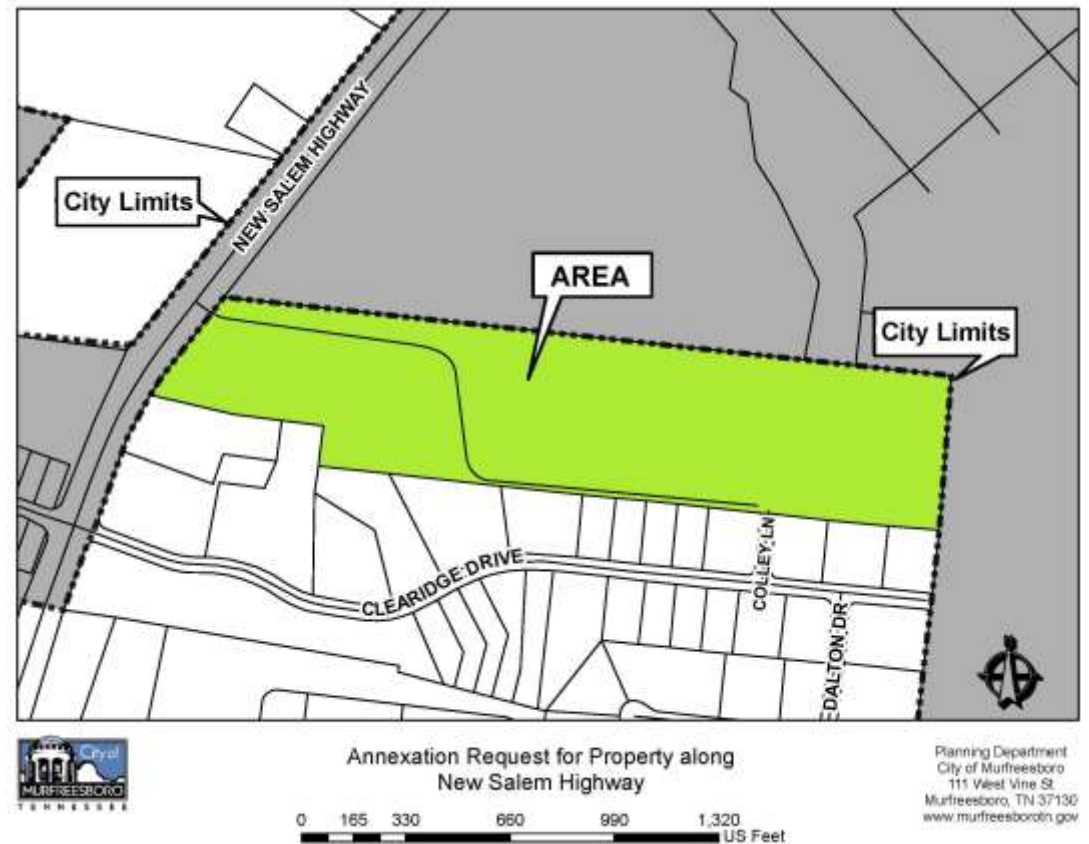 NEW SALEM HIGHWAY
City Limits
AREA
City Limits
CLEARIDGE DRIVE
COLLEY LN
DALTON DR
City of
MURFREESBORO
TENNESSEE
Annexation Request for Property along
New Salem Highway
0 165 330 660 990 1,320
US Feet
Planning Department
City of Murfreesboro
111 West Vine St
Murfreesboro, TN 37130
www.murfreesborotn.gov